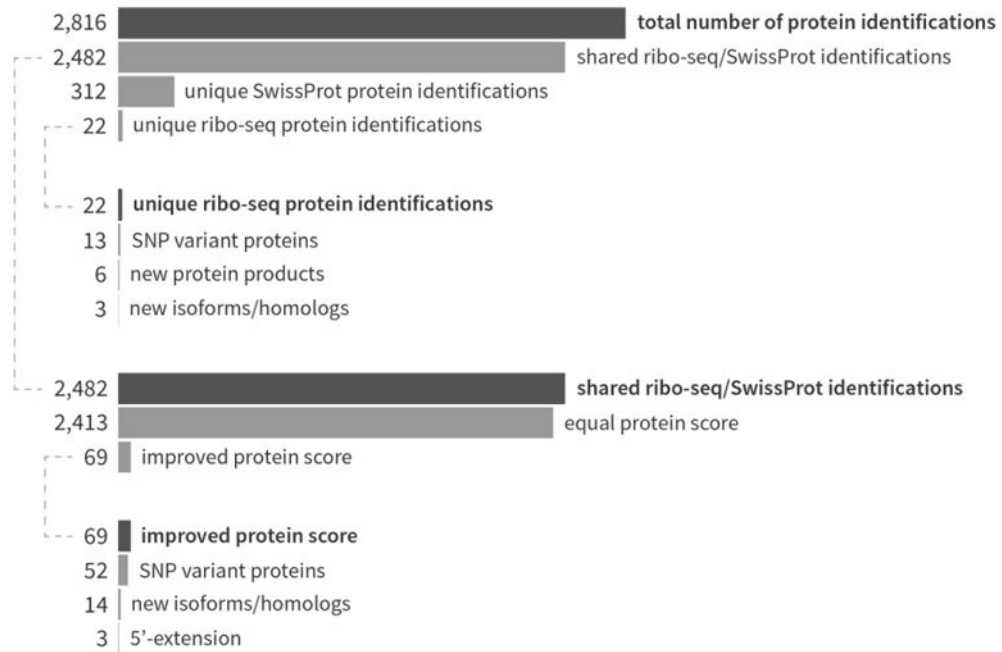 2,816 total number of protein identifications
2,482 shared ribo-seq/SwissProt identifications
312 unique SwissProt protein identifications
22 unique ribo-seq protein identifications
22 unique ribo-seq protein identifications
13 SNP variant proteins
6 new protein products
3 new isoforms/homologs
2,482 shared ribo-seq/SwissProt identifications
2,413 equal protein score
69 improved protein score
69 improved protein score
52 SNP variant proteins
14 new isoforms/homologs
3 5’-extension